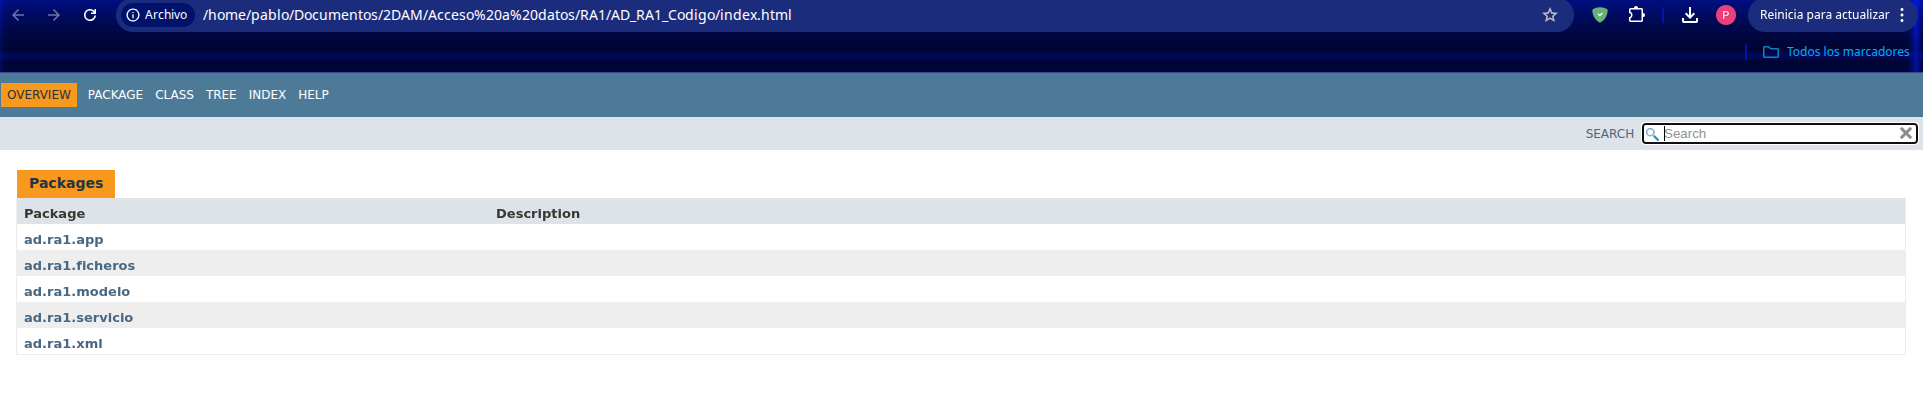 Archivo /home/pablo/Documentos/2DAM/Acceso%20a%20datos/RA1/AD_RA1_Codigo/index.html P Reinicia para actualizar
Todos los marcadores
OVERVIEW PACKAGE CLASS TREE INDEX HELP
SEARCH Search
Packages
Package Description
ad.ra1.app
ad.ra1.ficheros
ad.ra1.modelo
ad.ra1.servicio
ad.ra1.xml